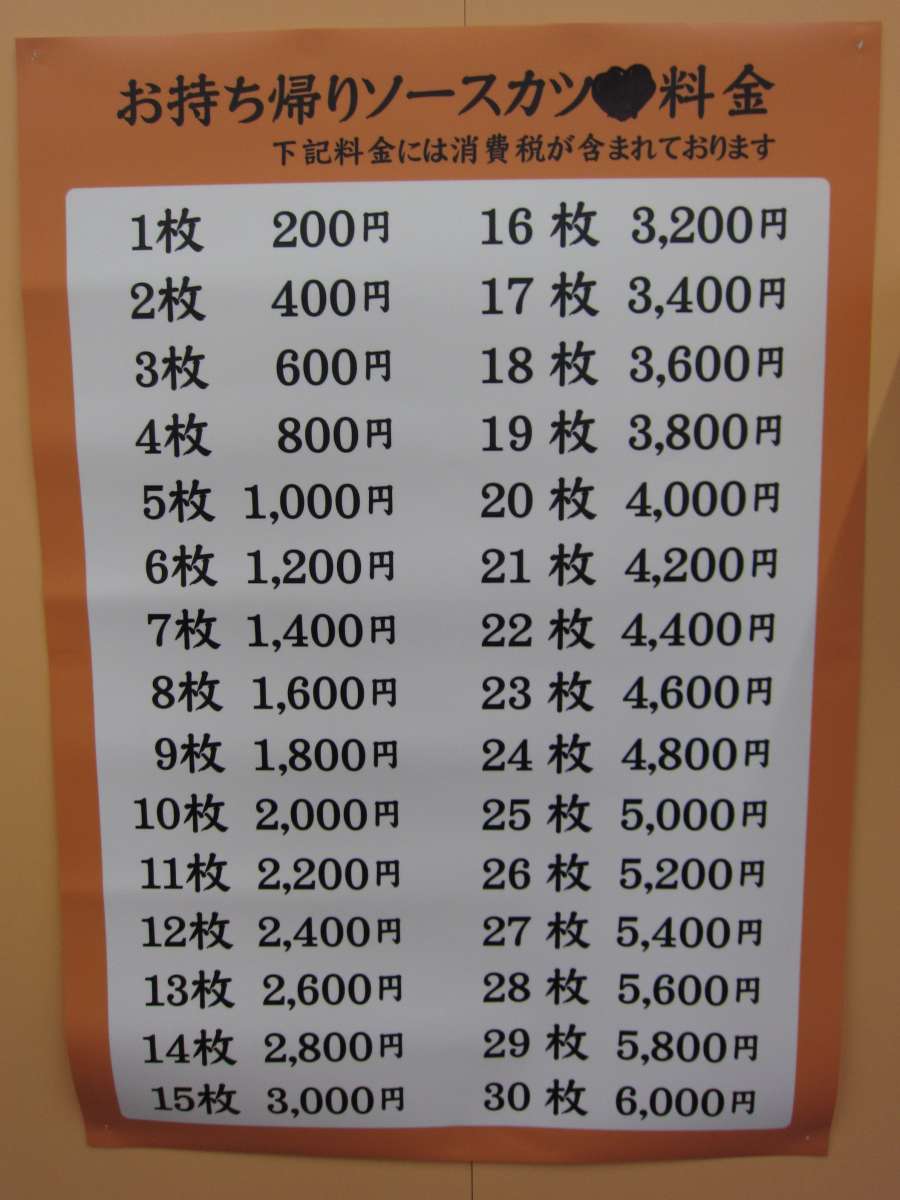 お持ち帰りソースカツ料金
下記料金には消費税が含まれております
1枚 200円
2枚 400円
3枚 600円
4枚 800円
5枚 1,000円
6枚 1,200円
7枚 1,400円
8枚 1,600円
9枚 1,800円
10枚 2,000円
11枚 2,200円
12枚 2,400円
13枚 2,600円
14枚 2,800円
15枚 3,000円
16枚 3,200円
17枚 3,400円
18枚 3,600円
19枚 3,800円
20枚 4,000円
21枚 4,200円
22枚 4,400円
23枚 4,600円
24枚 4,800円
25枚 5,000円
26枚 5,200円
27枚 5,400円
28枚 5,600円
29枚 5,800円
30枚 6,000円